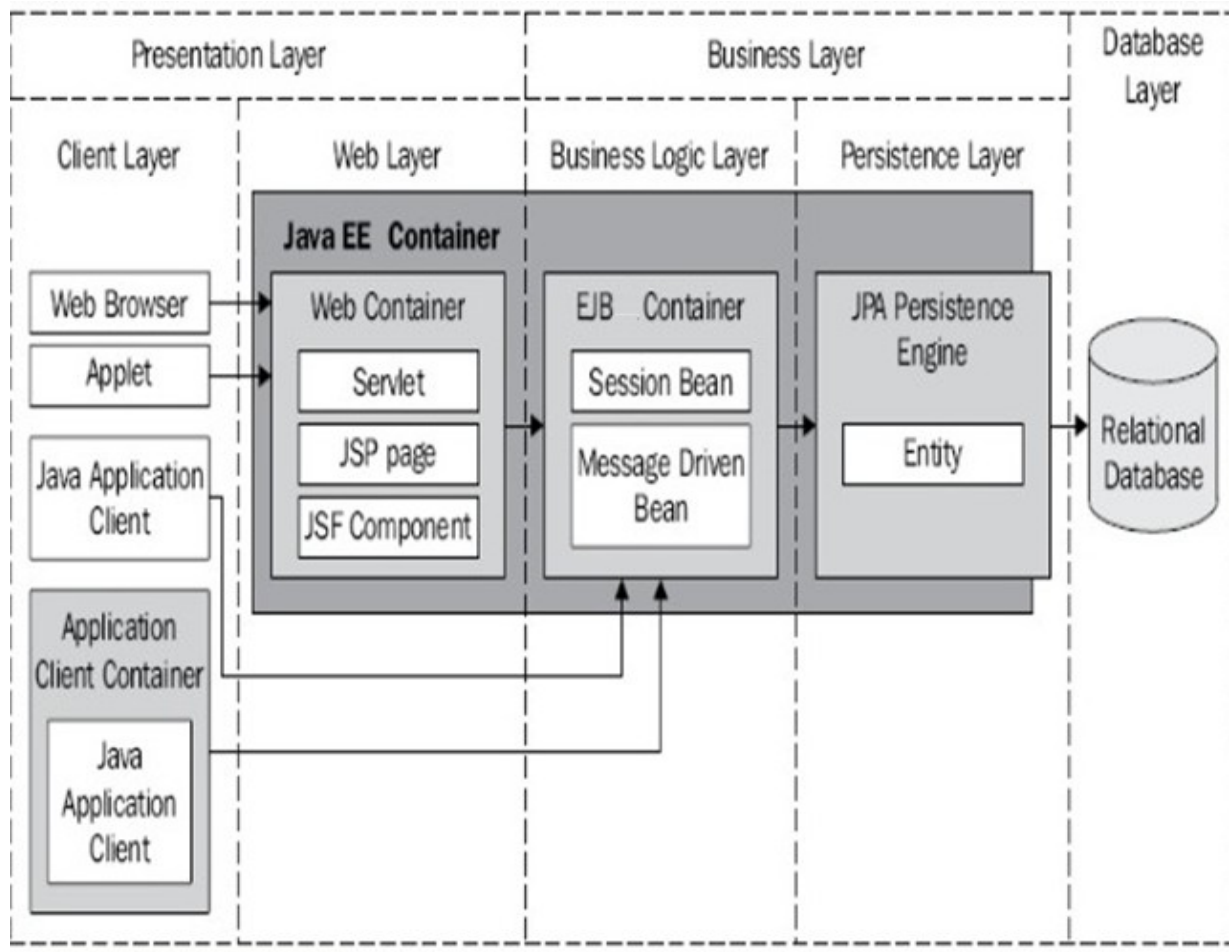 Presentation Layer
Business Layer
Database
Layer
Client Layer
Web Layer
Business Logic Layer
Persistence Layer
Java EE Container
Web Browser
Applet
Java Application
Client
Application
Client Container
Java
Application
Client
Web Container
Servlet
JSP page
JSF Component
EJB Container
Session Bean
Message Driven
Bean
JPA Persistence
Engine
Entity
Relational
Database